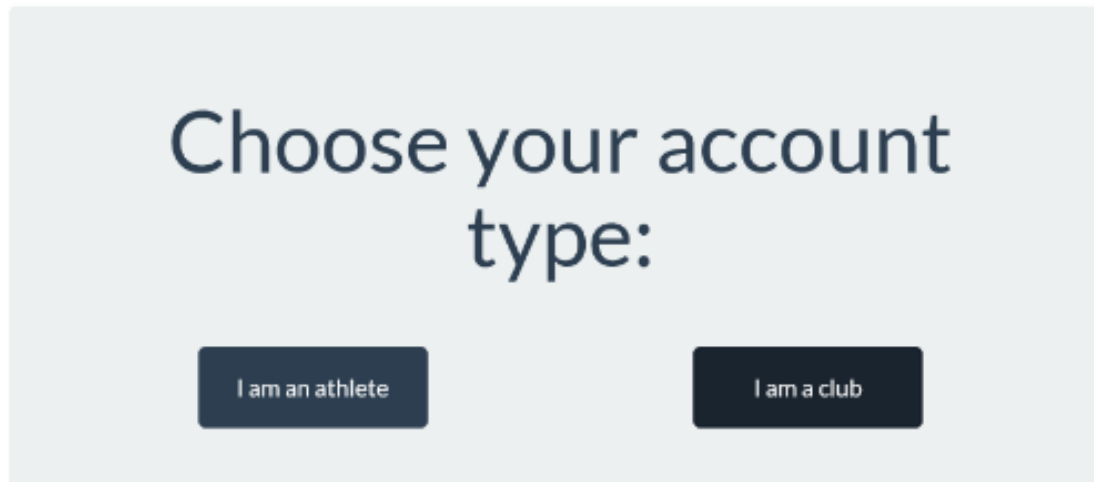 Choose your account
type:
I am an athlete
I am a club